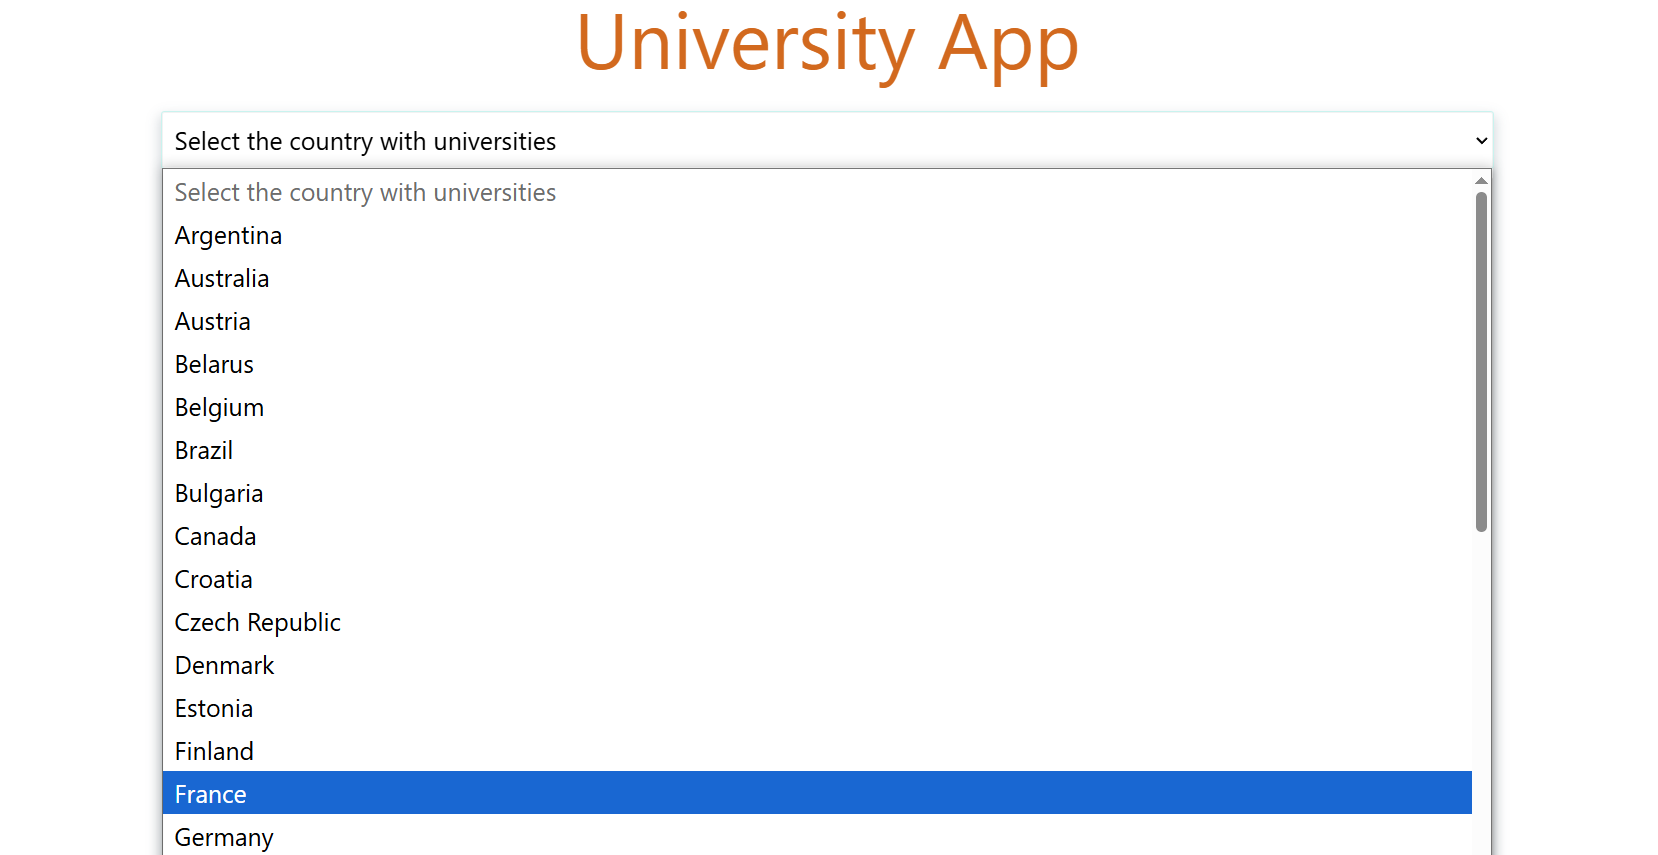 University App
Select the country with universities
Select the country with universities
Argentina
Australia
Austria
Belarus
Belgium
Brazil
Bulgaria
Canada
Croatia
Czech Republic
Denmark
Estonia
Finland
France
Germany